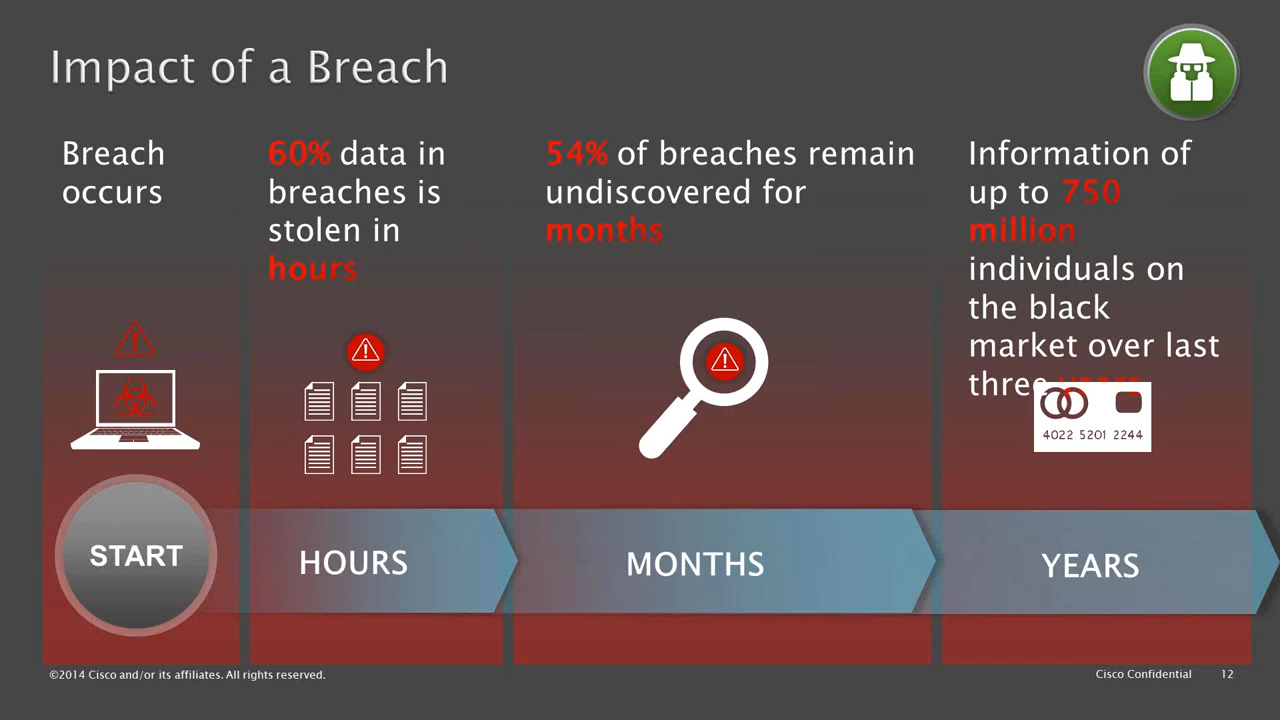 Impact of a Breach
Breach
occurs
60% data in
breaches is
stolen in
hours
54% of breaches remain
undiscovered for
months
Information of
up to 750
million
individuals on
the black
market over last
three years
4022 5201 2244
START
HOURS
MONTHS
YEARS
©2014 Cisco and/or its affiliates. All rights reserved.
Cisco Confidential
12